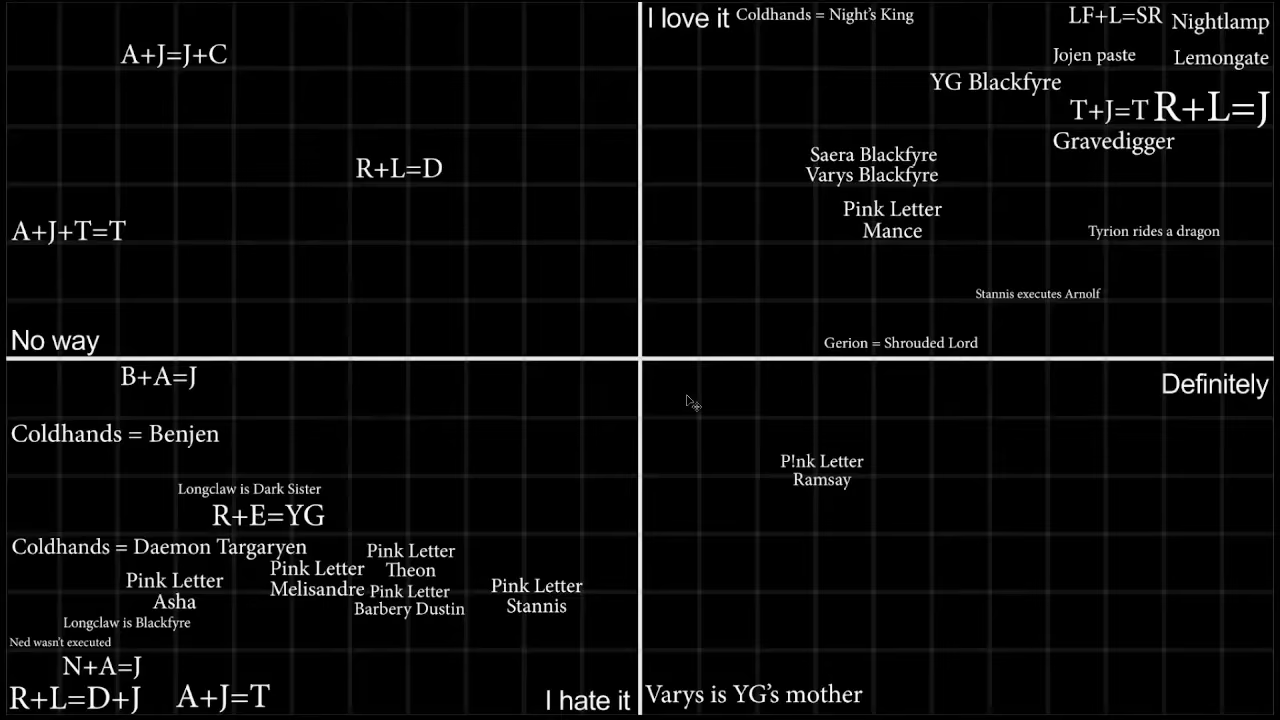 A+J=J+C
R+L=D
A+J+T=T
No way
I love it
Coldhands = Night's King
LF+L=SR
Nightlamp
Jojen paste
Lemongate
YG Blackfyre
T+J=T
R+L=J
Gravedigger
Saera Blackfyre
Varys Blackfyre
Pink Letter
Mance
Tyrion rides a dragon
Stannis executes Arnolf
Gerion = Shrouded Lord
B+A=J
Coldhands = Benjen
Longclaw is Dark Sister
R+E=YG
Coldhands = Daemon Targaryen
Pink Letter
Theon
Pink Letter
Melisandre
Pink Letter
Asha
Pink Letter
Barbery Dustin
Pink Letter
Stannis
Longclaw is Blackfyre
Ned wasn't executed
N+A=J
R+L=D+J
A+J=T
I hate it
Definitely
P!nk Letter
Ramsay
Varys is YG's mother